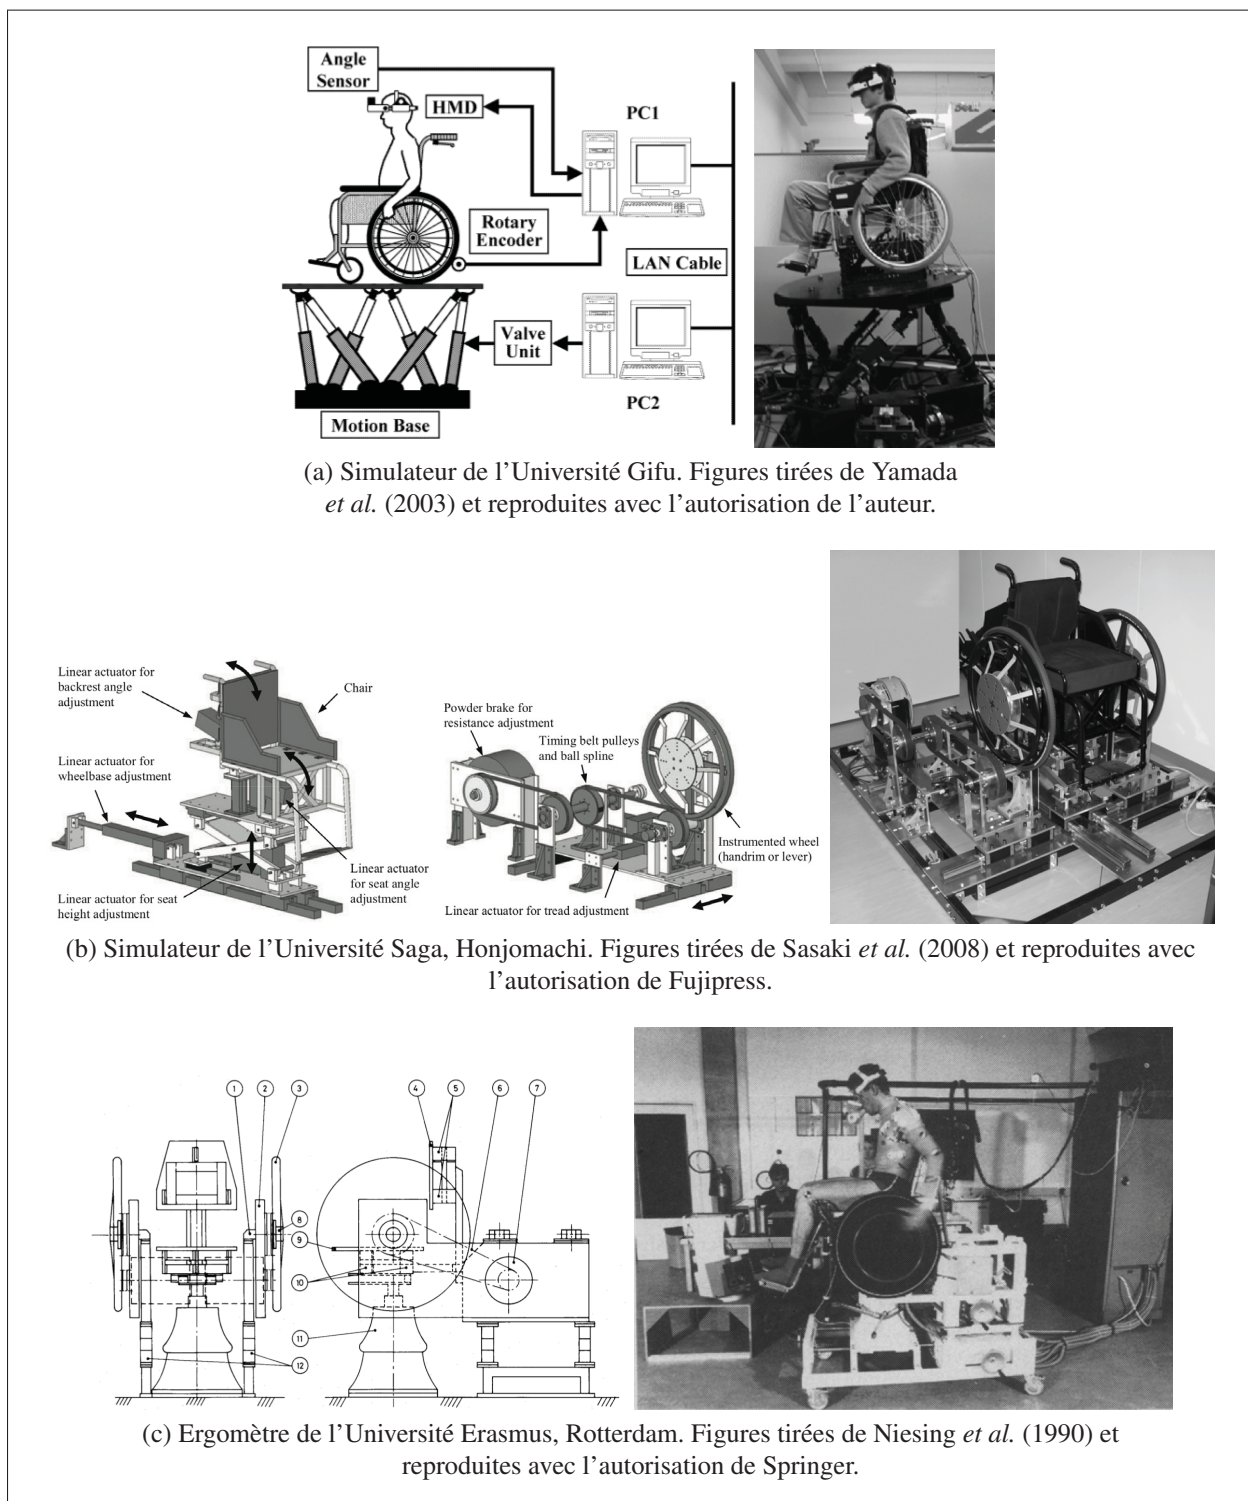 Angle
Sensor
HMD
PC1
Rotary
Encoder
LAN Cable
Valve
Unit
PC2
Motion Base
DELL
(a) Simulateur de l'Université Gifu. Figures tirées de Yamada
et al. (2003) et reproduites avec l'autorisation de l'auteur.
Linear actuator for
backrest angle
adjustment
Chair
Linear actuator for
wheelbase adjustment
Linear actuator for seat
height adjustment
Linear actuator
for seat angle
adjustment
Powder brake for
resistance adjustment
Timing belt pulleys
and ball spline
Instrumented wheel
(handrim or lever)
Linear actuator for tread adjustment
(b) Simulateur de l'Université Saga, Honjomachi. Figures tirées de Sasaki et al. (2008) et reproduites avec
l'autorisation de Fujipress.
1 2 3 4 5 6 7
8
9
10
11
12
(c) Ergomètre de l'Université Erasmus, Rotterdam. Figures tirées de Niesing et al. (1990) et
reproduites avec l'autorisation de Springer.